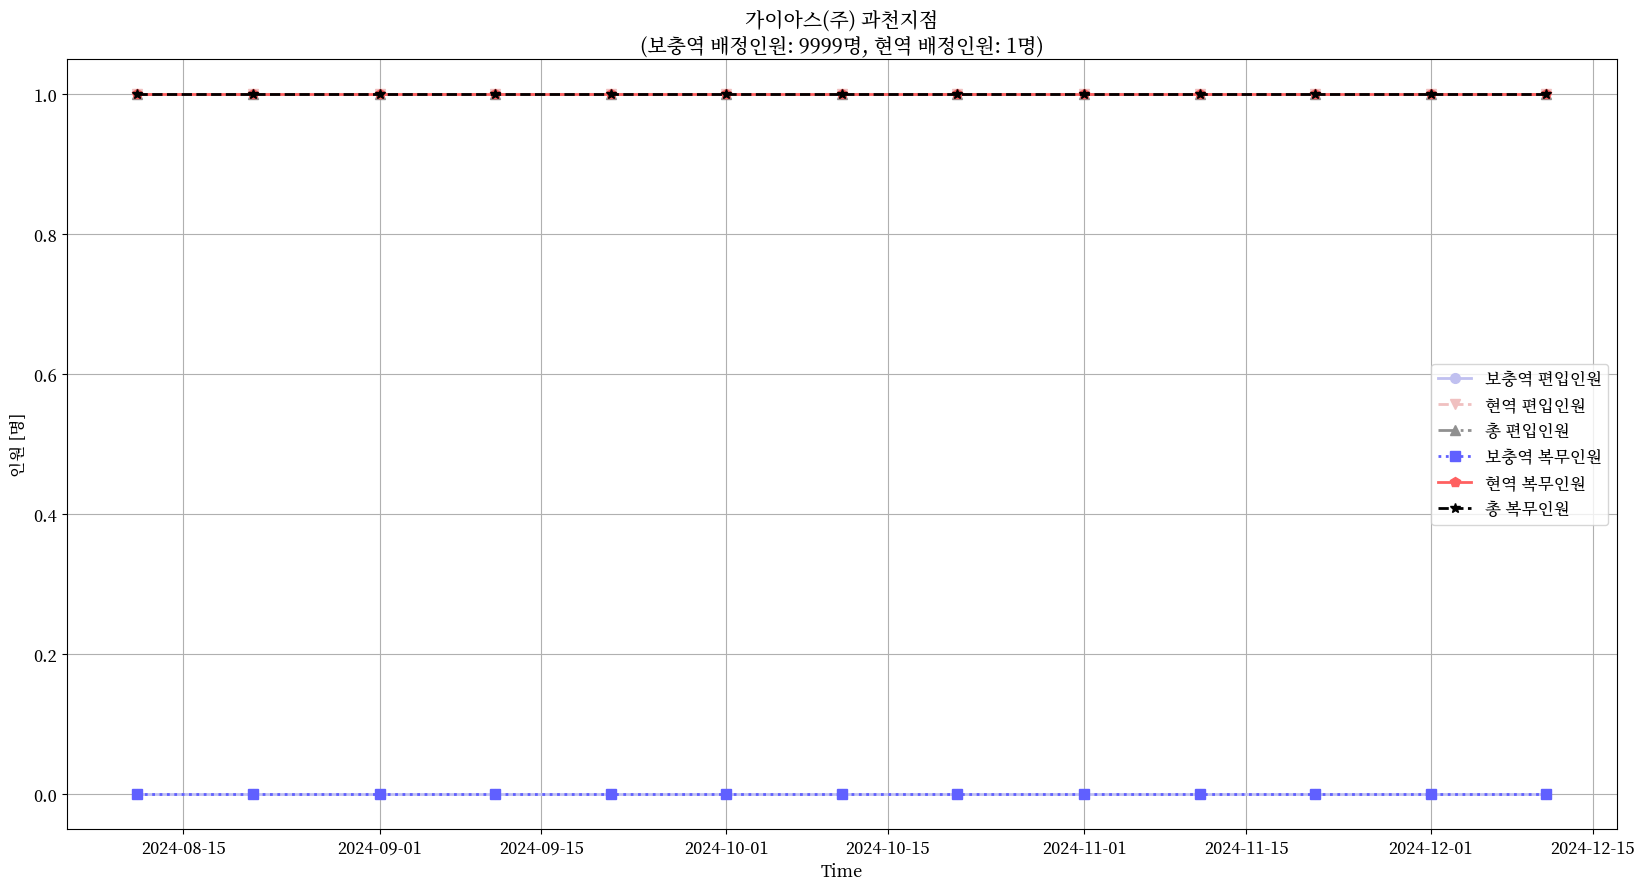 가이아스(주) 과천지점
(보충역 배정인원: 9999명, 현역 배정인원: 1명)
인원 [명]
1.0
0.8
0.6
0.4
0.2
0.0
보충역 편입인원
현역 편입인원
총 편입인원
보충역 복무인원
현역 복무인원
총 복무인원
2024-08-15
2024-09-01
2024-09-15
2024-10-01
2024-10-15
2024-11-01
2024-11-15
2024-12-01
2024-12-15
Time